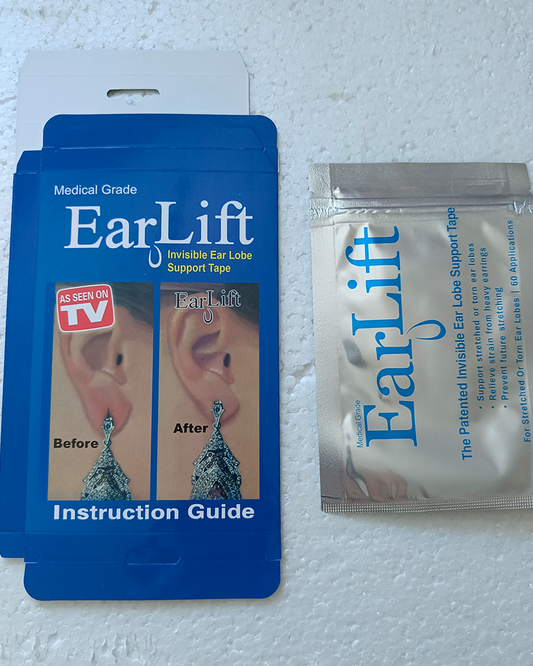 Medical Grade
EarLift
Invisible Ear Lobe
Support Tape
AS SEEN ON
TV
EarLift
Before
After
Instruction Guide
Medical Grade
EarLift
The Patented Invisible Ear Lobe Support Tape
• Support stretched or torn ear lobes
• Relieve strain from heavy earrings
• Prevent future stretching
For Stretched Or Torn Ear Lobes | 60 Applications